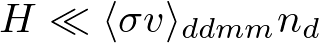 H ≪ ⟨σv⟩_{ddmm} n_d